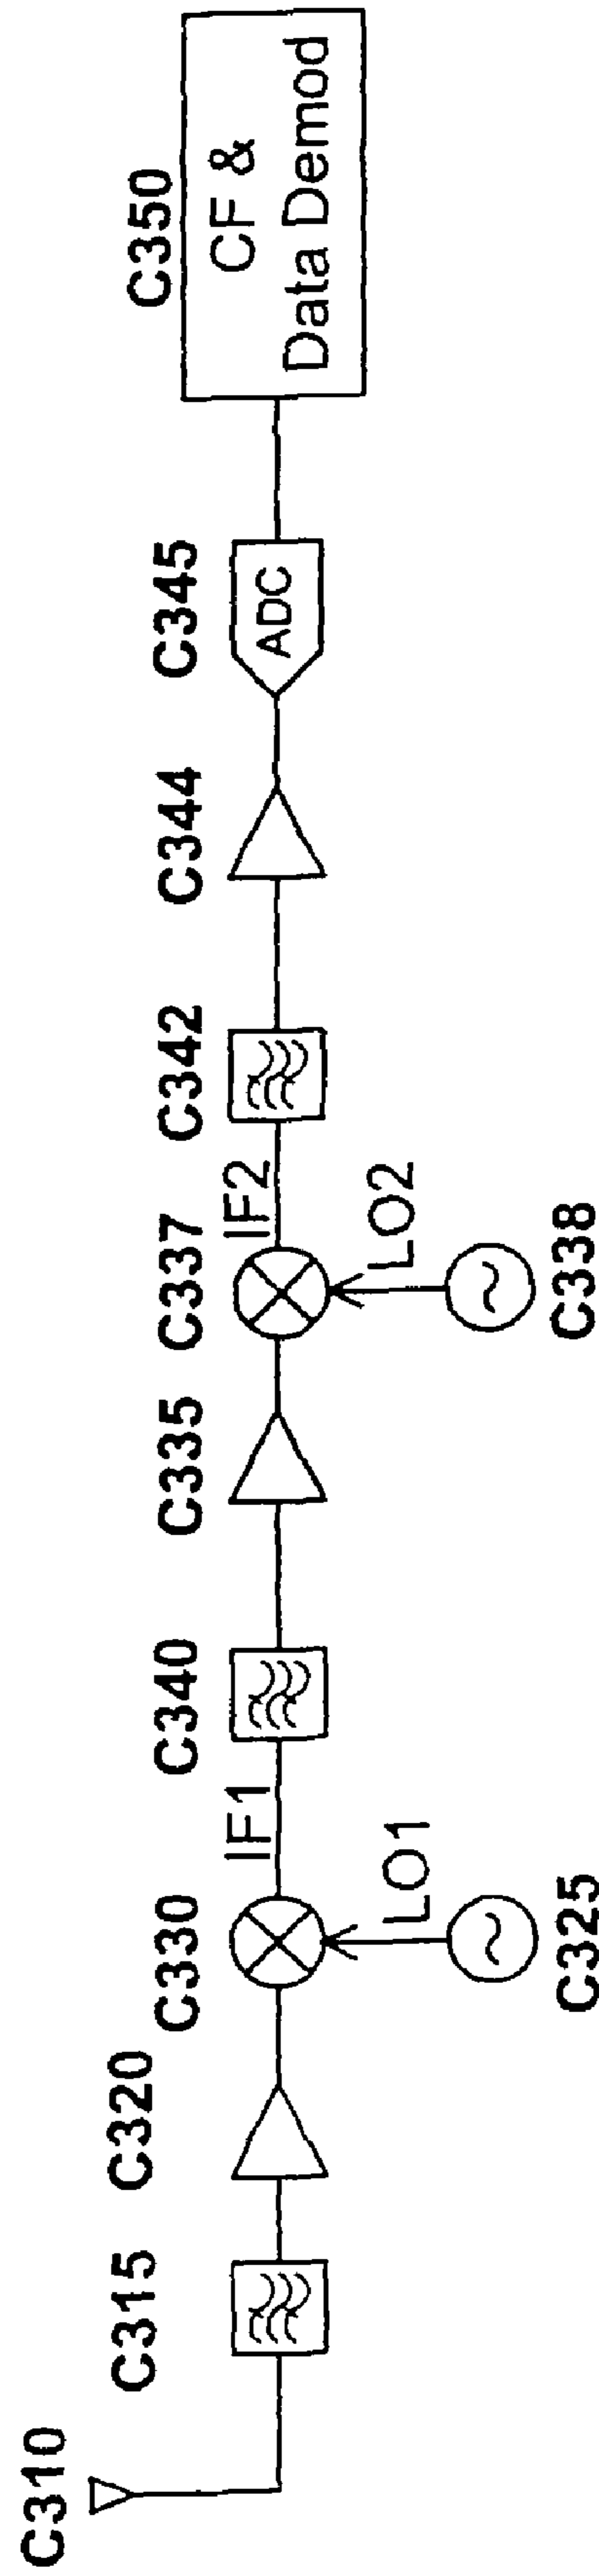 C310
C315
C320
C330
IF1
LO1
C325
C340
C335
C337
IF2
LO2
C338
C342
C344
C345
ADC
C350
CF &
Data Demod